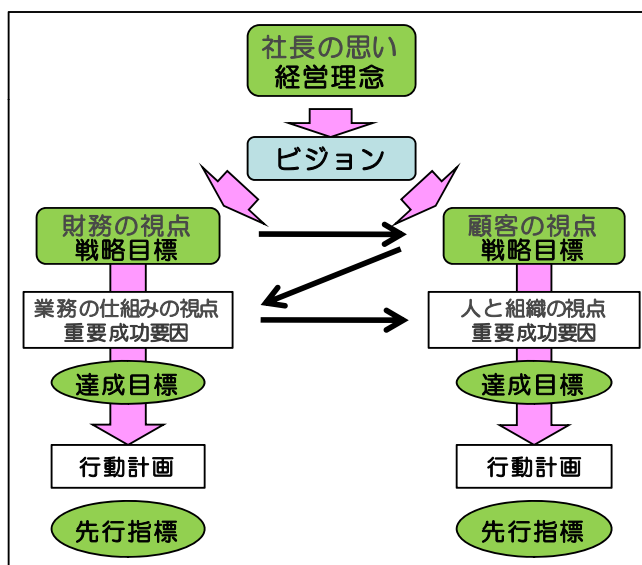 社長の思い
経営理念
ビジョン
財務の視点
戦略目標
顧客の視点
戦略目標
業務の仕組みの視点
重要成功要因
人と組織の視点
重要成功要因
達成目標
達成目標
行動計画
行動計画
先行指標
先行指標